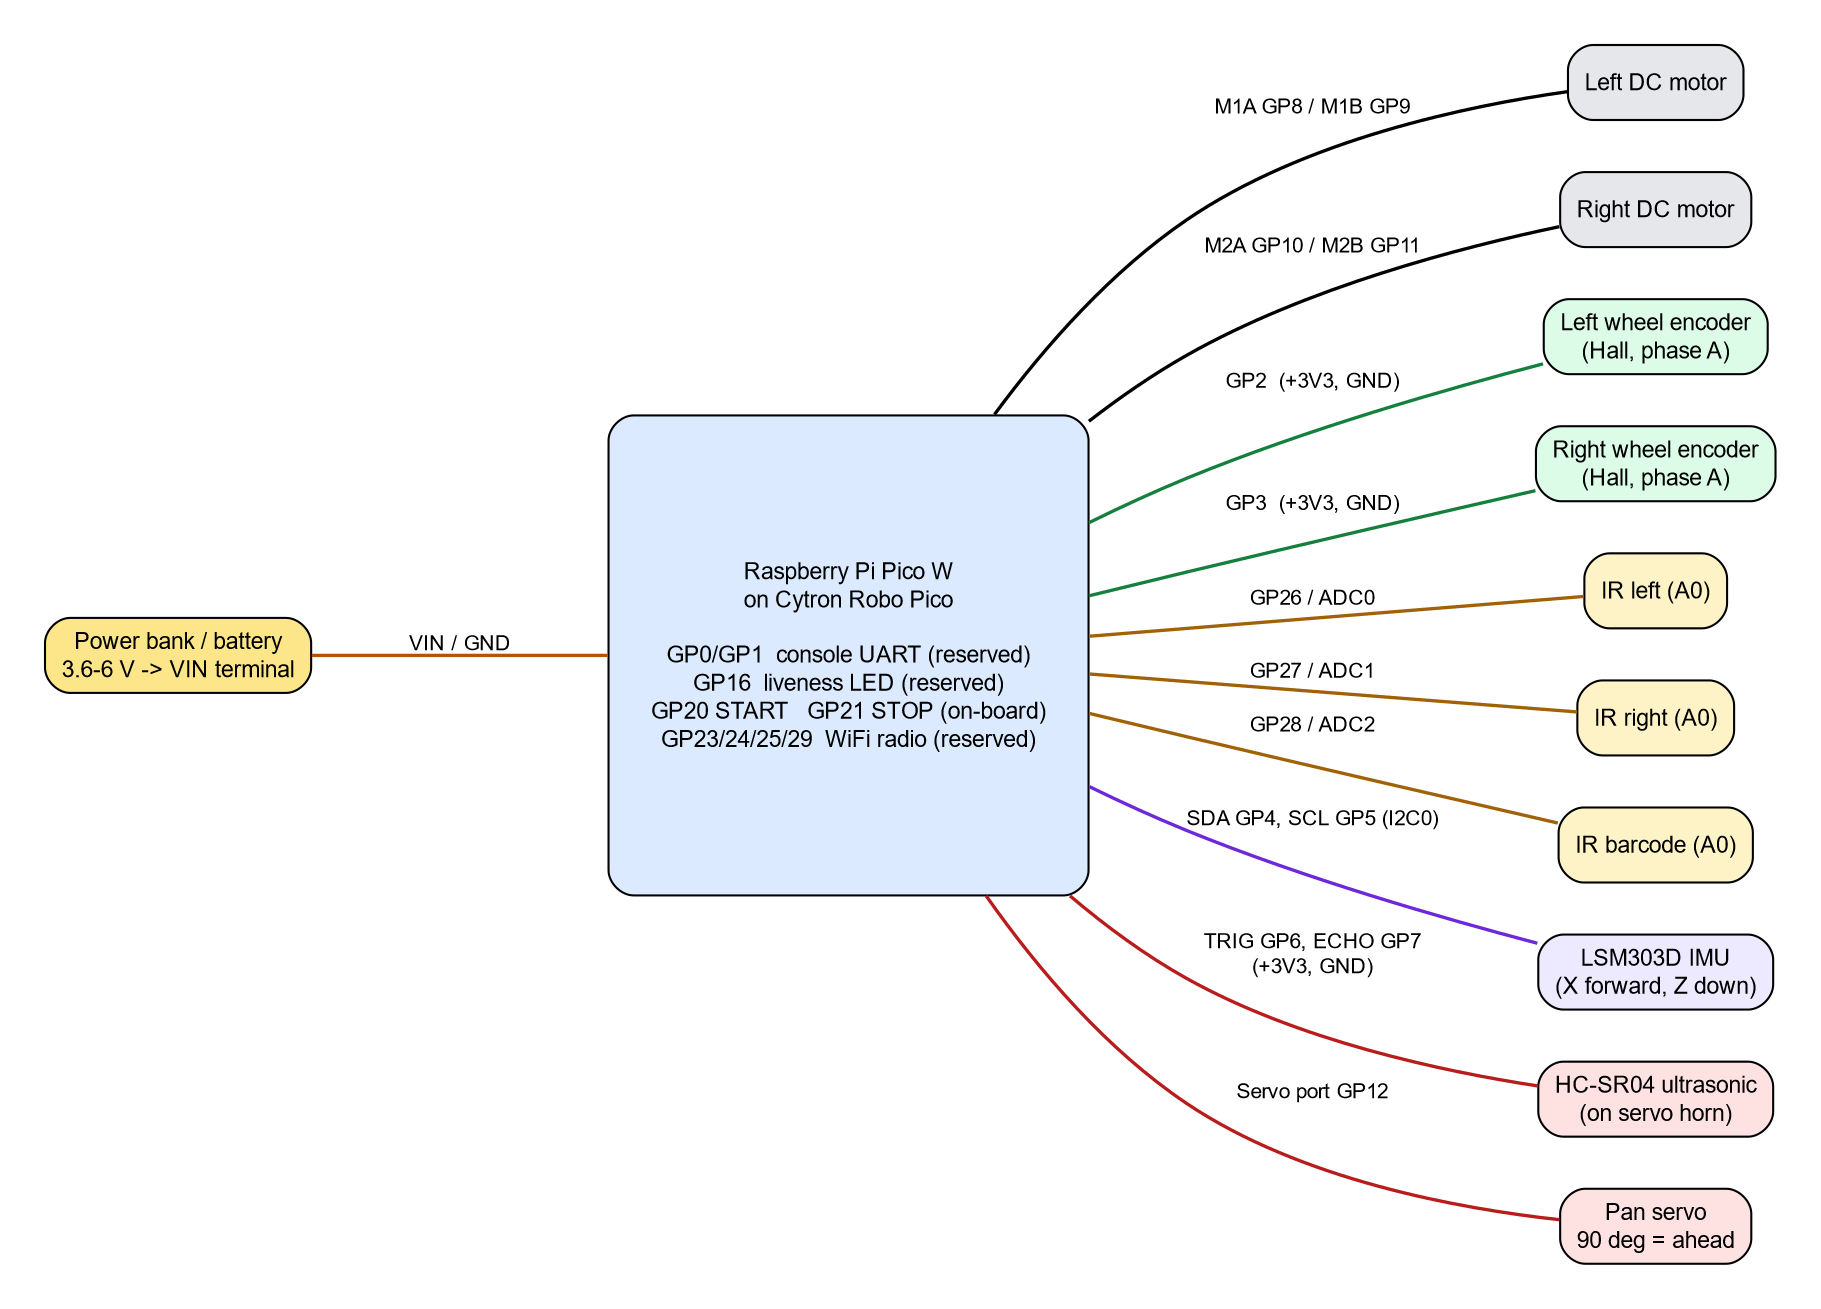 Left DC motor
M1A GP8 / M1B GP9
Right DC motor
M2A GP10 / M2B GP11
Left wheel encoder
(Hall, phase A)
GP2  (+3V3, GND)
Right wheel encoder
(Hall, phase A)
GP3  (+3V3, GND)
Raspberry Pi Pico W
on Cytron Robo Pico
GP0/GP1  console UART (reserved)
GP16  liveness LED (reserved)
GP20 START   GP21 STOP (on-board)
GP23/24/25/29  WiFi radio (reserved)
Power bank / battery
3.6-6 V -> VIN terminal
VIN / GND
GP26 / ADC0
IR left (A0)
GP27 / ADC1
IR right (A0)
GP28 / ADC2
IR barcode (A0)
SDA GP4, SCL GP5 (I2C0)
LSM303D IMU
(X forward, Z down)
TRIG GP6, ECHO GP7
(+3V3, GND)
HC-SR04 ultrasonic
(on servo horn)
Servo port GP12
Pan servo
90 deg = ahead